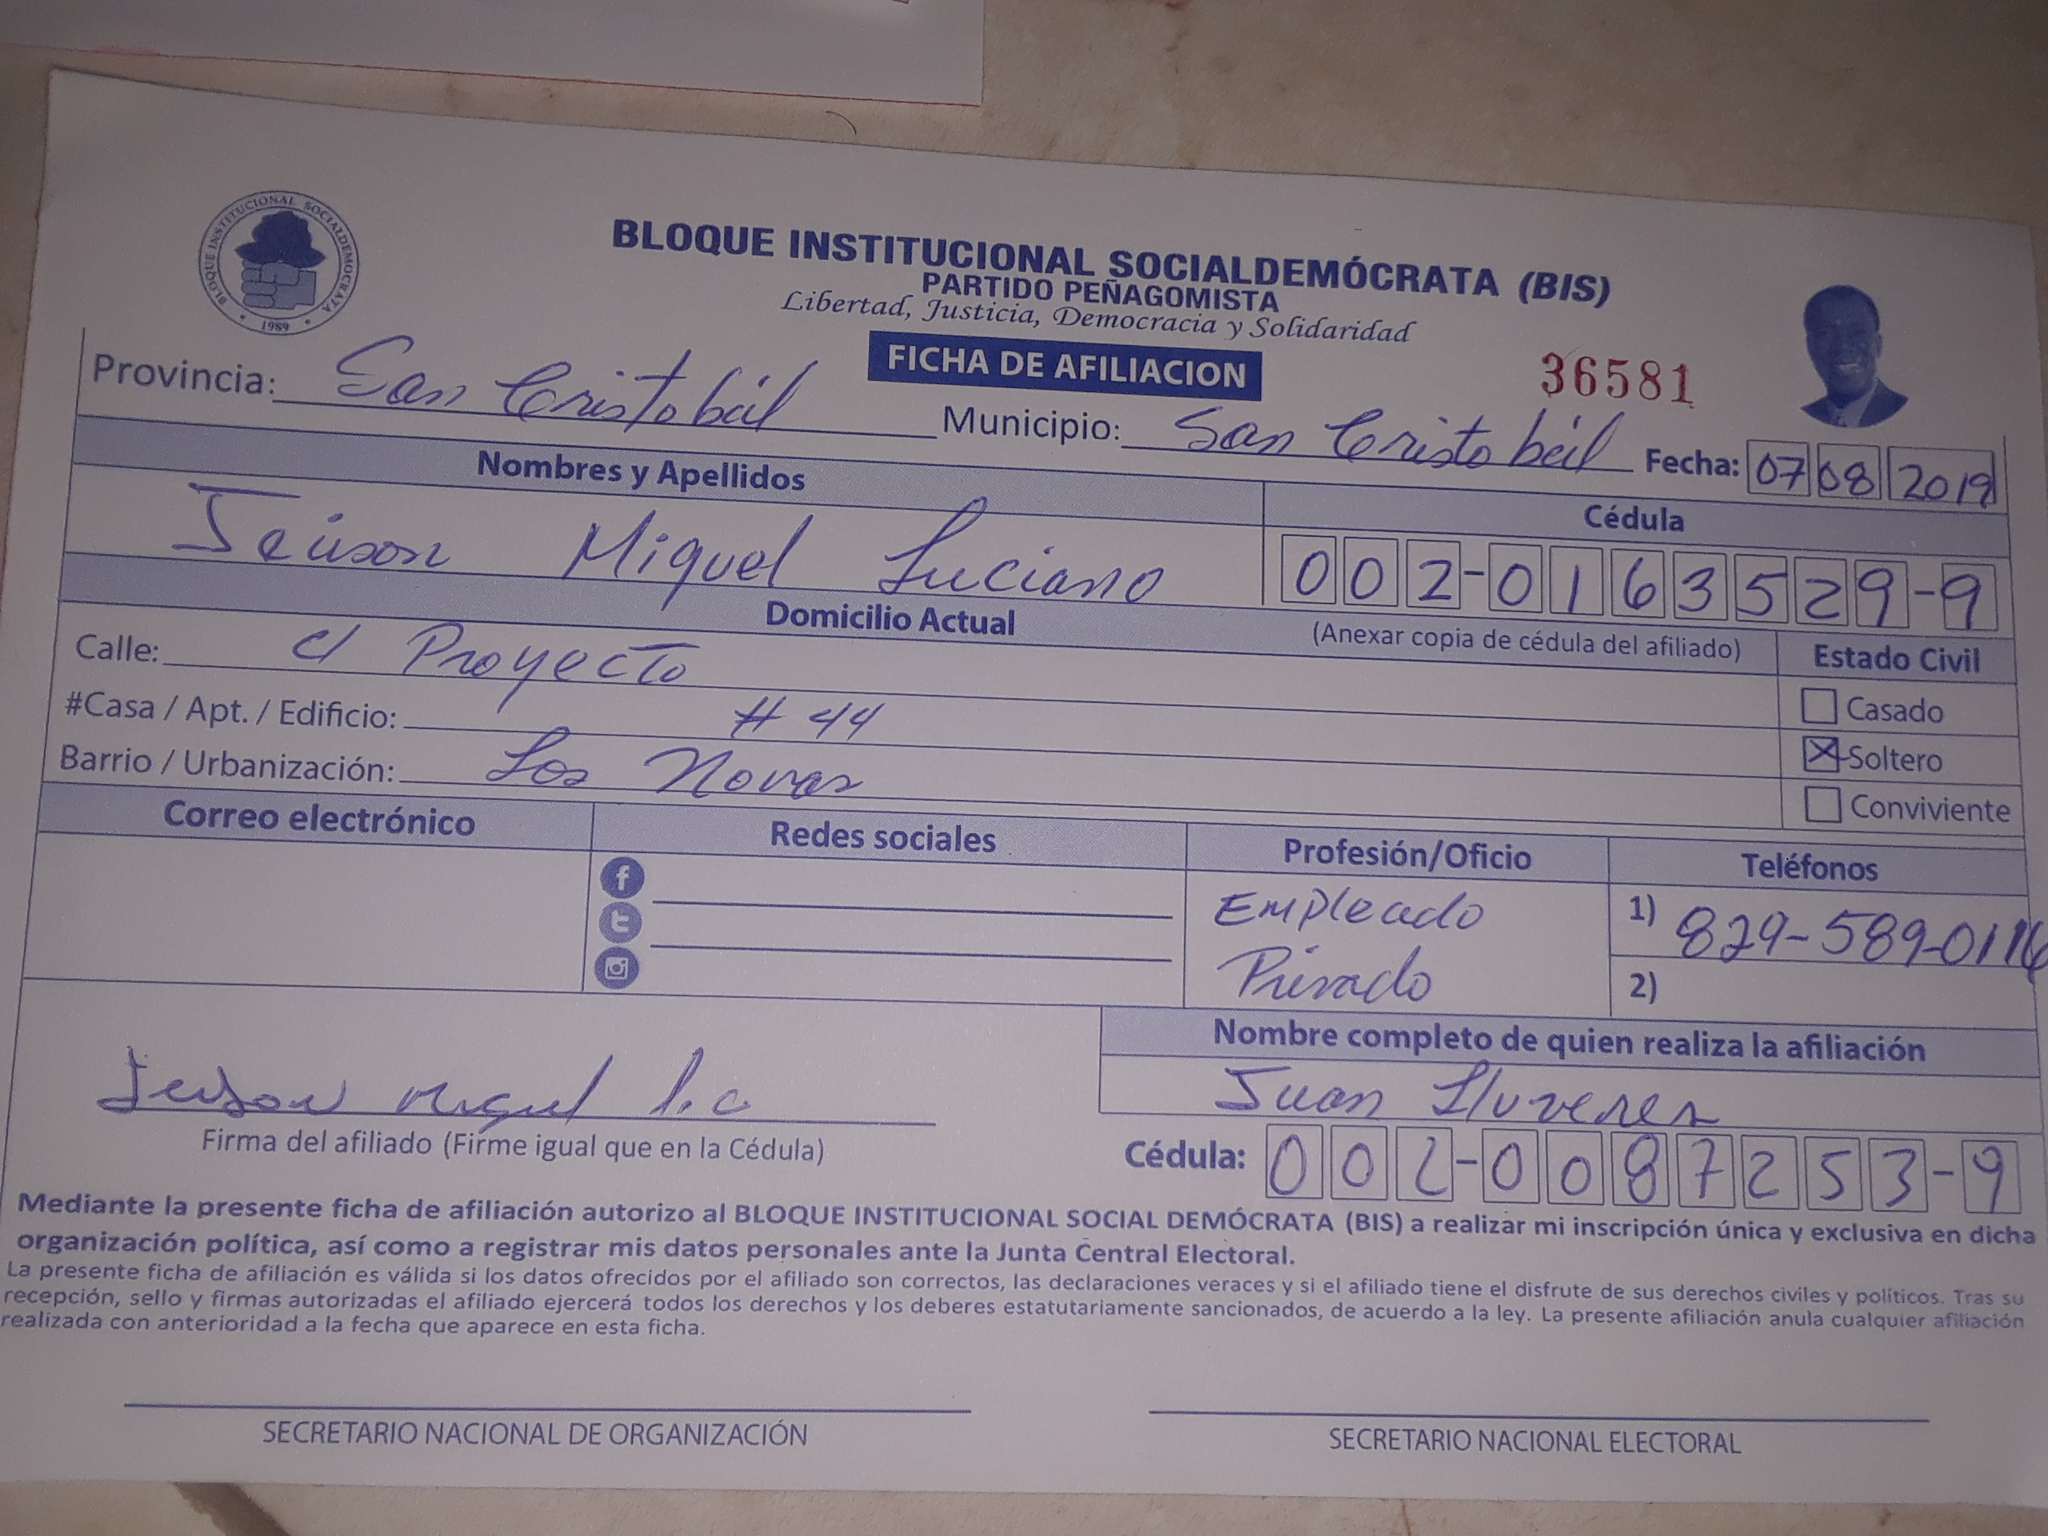 BLOQUE INSTITUCIONAL SOCIALDEMOCRATA
1989
BLOQUE INSTITUCIONAL SOCIALDEMÓCRATA (BIS)
PARTIDO PEÑAGOMISTA
Libertad, Justicia, Democracia y Solidaridad
FICHA DE AFILIACION
36581
Provincia: San Cristobál Municipio: San Cristobál Fecha: 07 08 2019
Nombres y Apellidos
Cédula
Jeison Miguel Luciano 002-0163529-9
Domicilio Actual
(Anexar copia de cédula del afiliado)
Estado Civil
Calle: c/ Proyecto
#Casa / Apt. / Edificio: # 44
Casado
Barrio / Urbanización: Los Novas
Soltero
Conviviente
Correo electrónico Redes sociales Profesión/Oficio Teléfonos
Empleado
Privado
1) 829-589-0116
2)
Nombre completo de quien realiza la afiliación
Juan Lluveres
Jeison Miguel L.c
Firma del afiliado (Firme igual que en la Cédula)
Cédula: 002-0087253-9
Mediante la presente ficha de afiliación autorizo al BLOQUE INSTITUCIONAL SOCIAL DEMÓCRATA (BIS) a realizar mi inscripción única y exclusiva en dicha
organización política, así como a registrar mis datos personales ante la Junta Central Electoral.
La presente ficha de afiliación es válida si los datos ofrecidos por el afiliado son correctos, las declaraciones veraces y si el afiliado tiene el disfrute de sus derechos civiles y políticos. Tras su
recepción, sello y firmas autorizadas el afiliado ejercerá todos los derechos y los deberes estatutariamente sancionados, de acuerdo a la ley. La presente afiliación anula cualquier afiliación
realizada con anterioridad a la fecha que aparece en esta ficha.
SECRETARIO NACIONAL DE ORGANIZACIÓN
SECRETARIO NACIONAL ELECTORAL